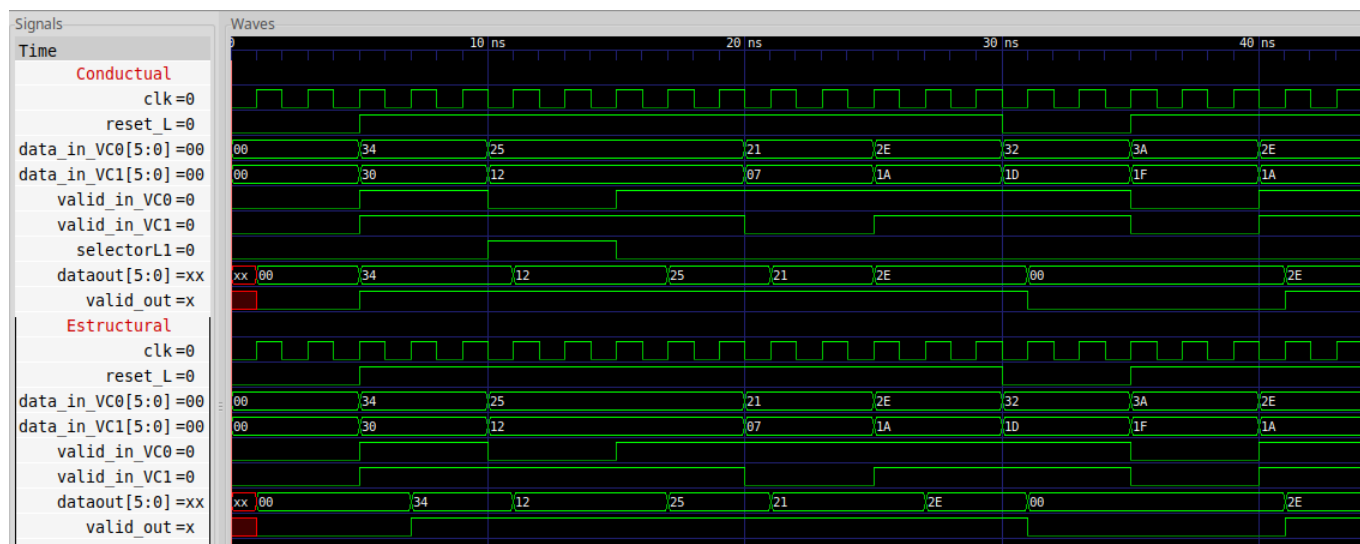 Signals Waves
Time 0 10 ns 20 ns 30 ns 40 ns
Conductual
clk =0
reset_L =0
data_in_VC0[5:0] =00 00 34 25 21 2E 32 3A 2E
data_in_VC1[5:0] =00 00 30 12 07 1A 1D 1F 1A
valid_in_VC0 =0
valid_in_VC1 =0
selectorL1 =0
dataout[5:0] =xx xx 00 34 12 25 21 2E 00 2E
valid_out =x
Estructural
clk =0
reset_L =0
data_in_VC0[5:0] =00 00 34 25 21 2E 32 3A 2E
data_in_VC1[5:0] =00 00 30 12 07 1A 1D 1F 1A
valid_in_VC0 =0
valid_in_VC1 =0
dataout[5:0] =xx xx 00 34 12 25 21 2E 00 2E
valid_out =x